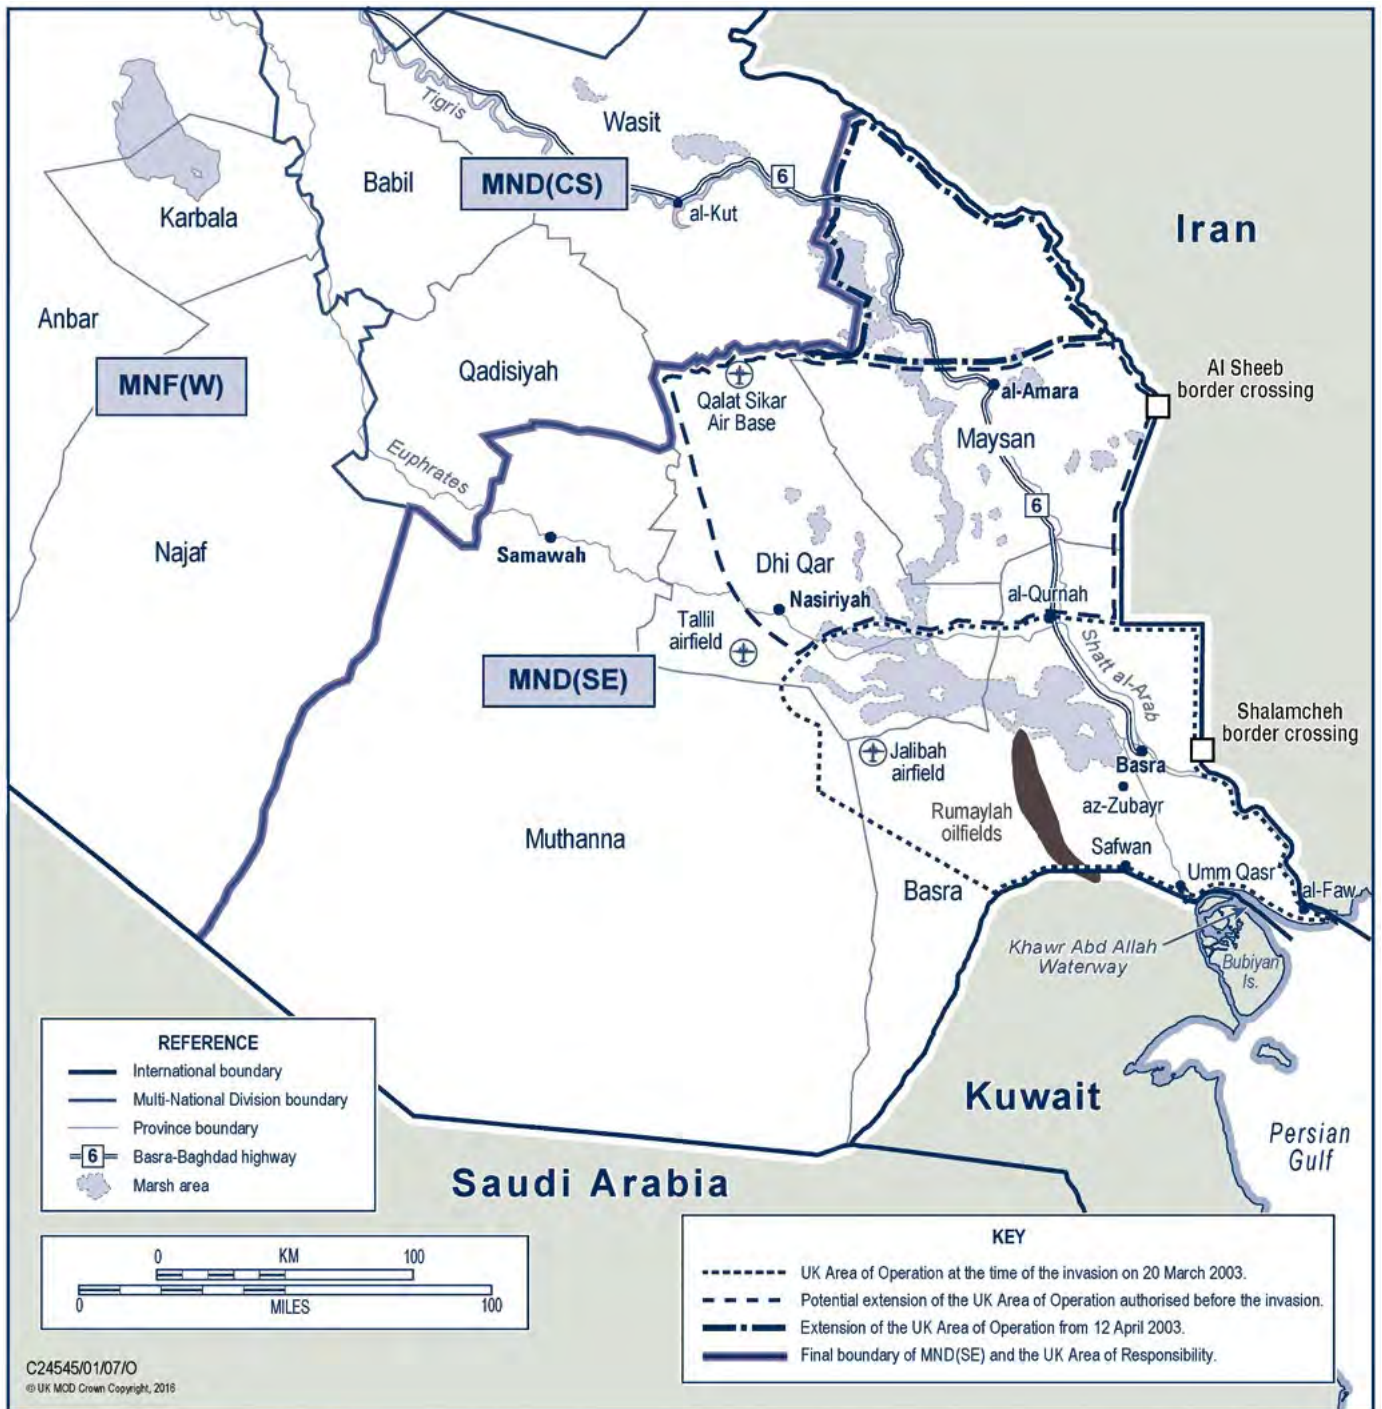 Tigris
Wasit
Babil
MND(CS)
6
al-Kut
Karbala
Iran
Anbar
MNF(W)
Qadisiyah
Qalat Sikar
Air Base
al-Amara
Al Sheeb
border crossing
Maysan
Euphrates
6
Najaf
Samawah
Dhi Qar
al-Qurnah
Nasiriyah
Tallil
airfield
MND(SE)
Shatt al-Arab
Shalamcheh
border crossing
Jalibah
airfield
Basra
az-Zubayr
Rumaylah
oilfields
Muthanna
Safwan
Umm Qasr
al-Faw
Basra
Khawr Abd Allah
Waterway
Bubiyan
Is.
Kuwait
Persian
Gulf
Saudi Arabia
REFERENCE
International boundary
Multi-National Division boundary
Province boundary
6 Basra-Baghdad highway
Marsh area
0 KM 100
0 MILES 100
KEY
UK Area of Operation at the time of the invasion on 20 March 2003.
Potential extension of the UK Area of Operation authorised before the invasion.
Extension of the UK Area of Operation from 12 April 2003.
Final boundary of MND(SE) and the UK Area of Responsibility.
C24545/01/07/O
© UK MOD Crown Copyright, 2016